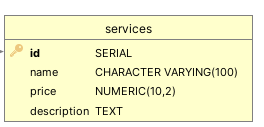 services
id SERIAL
name CHARACTER VARYING(100)
price NUMERIC(10,2)
description TEXT